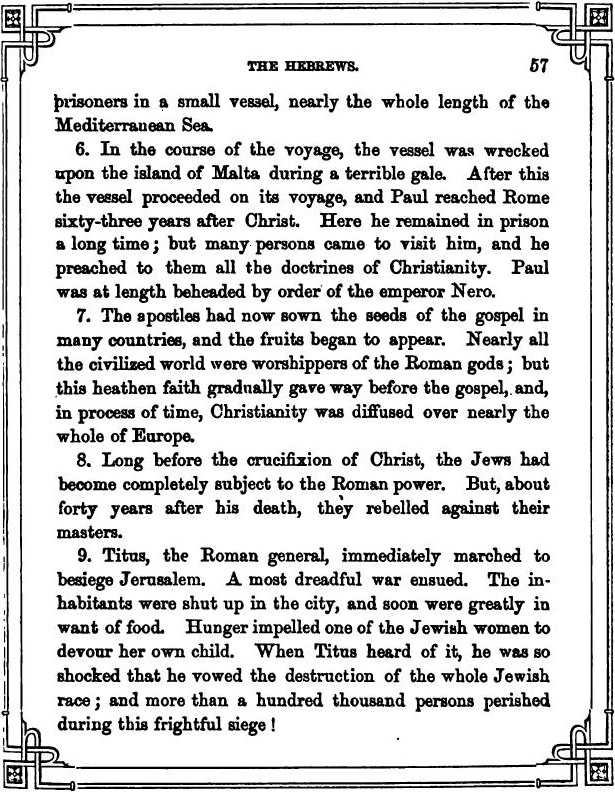 THE HEBREWS. 57
prisoners in a small vessel, nearly the whole length of the
Mediterranean Sea.
6. In the course of the voyage, the vessel was wrecked
upon the island of Malta during a terrible gale. After this
the vessel proceeded on its voyage, and Paul reached Rome
sixty-three years after Christ. Here he remained in prison
a long time; but many persons came to visit him, and he
preached to them all the doctrines of Christianity. Paul
was at length beheaded by order of the emperor Nero.
7. The apostles had now sown the seeds of the gospel in
many countries, and the fruits began to appear. Nearly all
the civilized world were worshippers of the Roman gods; but
this heathen faith gradually gave way before the gospel, and,
in process of time, Christianity was diffused over nearly the
whole of Europe.
8. Long before the crucifixion of Christ, the Jews had
become completely subject to the Roman power. But, about
forty years after his death, they rebelled against their
masters.
9. Titus, the Roman general, immediately marched to
besiege Jerusalem. A most dreadful war ensued. The in-
habitants were shut up in the city, and soon were greatly in
want of food. Hunger impelled one of the Jewish women to
devour her own child. When Titus heard of it, he was so
shocked that he vowed the destruction of the whole Jewish
race; and more than a hundred thousand persons perished
during this frightful siege!